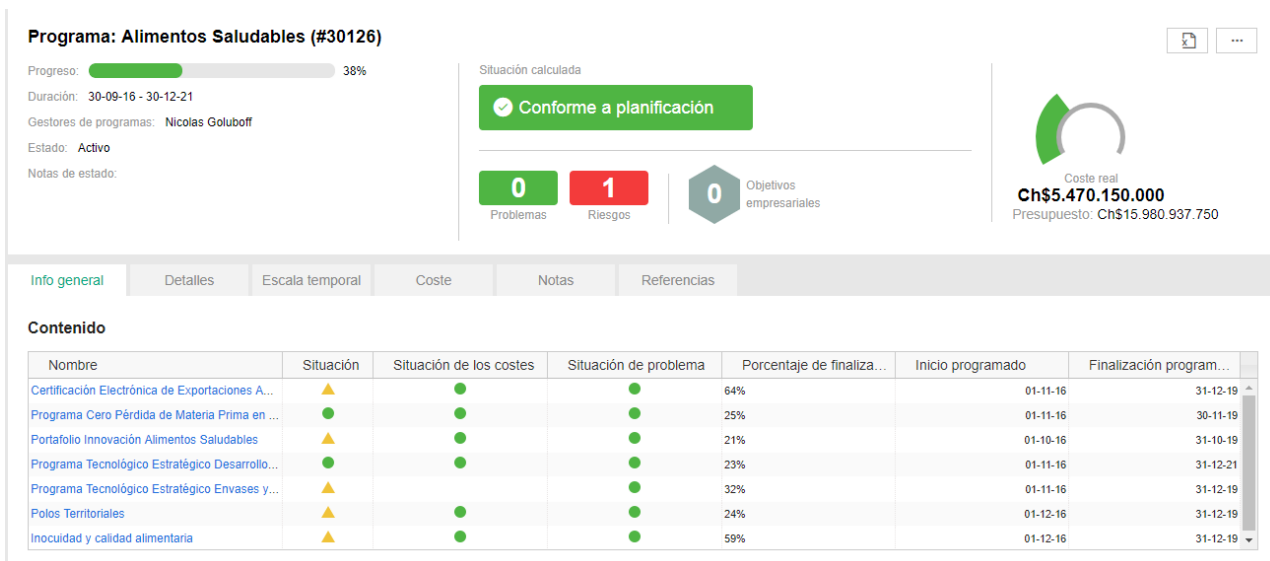 Programa: Alimentos Saludables (#30126)
Progreso: 38%
Duración: 30-09-16 - 30-12-21
Gestores de programas: Nicolas Goluboff
Estado: Activo
Notas de estado:
Situación calculada
Conforme a planificación
0 1 0
Problemas Riesgos
Objetivos
empresariales
Coste real
Ch$5.470.150.000
Presupuesto: Ch$15.980.937.750
Info general Detalles Escala temporal Coste Notas Referencias
Contenido
Nombre Situación Situación de los costes Situación de problema Porcentaje de finaliza... Inicio programado Finalización program...
Certificación Electrónica de Exportaciones A... 64% 01-11-16 31-12-19
Programa Cero Pérdida de Materia Prima en ... 25% 01-11-16 30-11-19
Portafolio Innovación Alimentos Saludables 21% 01-10-16 31-10-19
Programa Tecnológico Estratégico Desarrollo... 23% 01-11-16 31-12-21
Programa Tecnológico Estratégico Envases y... 32% 01-11-16 31-12-19
Polos Territoriales 24% 01-12-16 31-12-19
Inocuidad y calidad alimentaria 59% 01-12-16 31-12-19